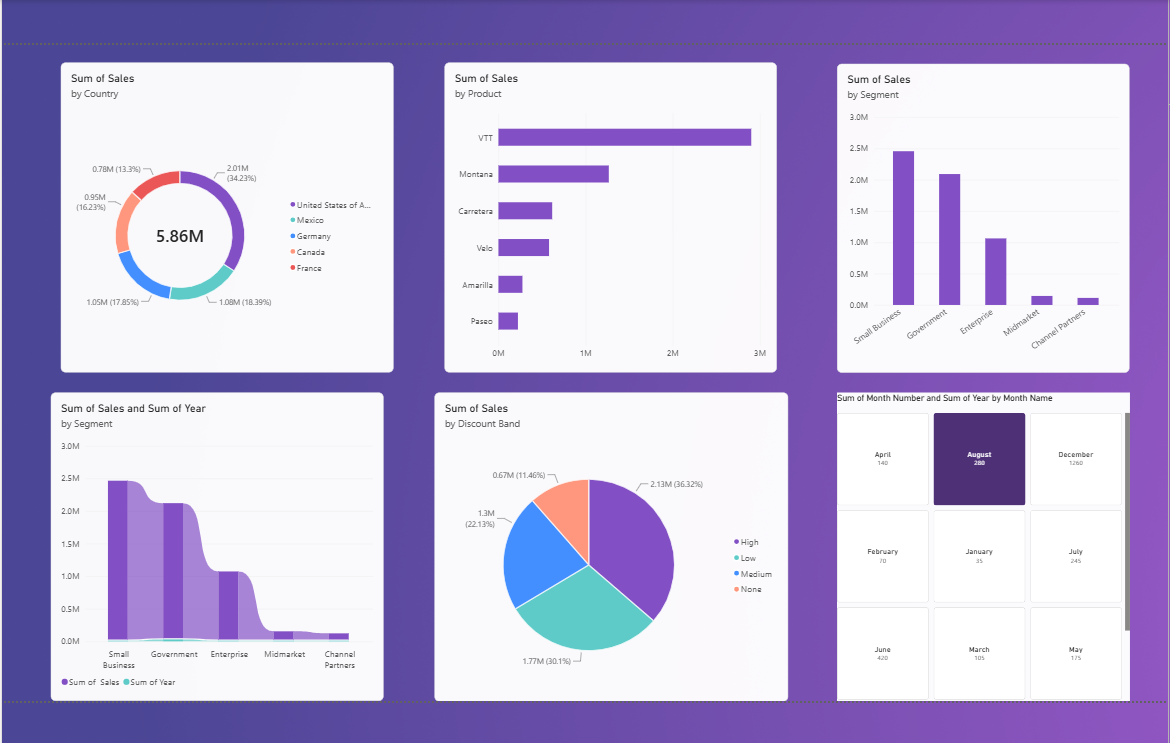 Sum of Sales
by Country
0.78M (13.3%)
2.01M
(34.23%)
0.95M
(16.23%)
5.86M
1.05M (17.85%)
1.08M (18.39%)
United States of A...
Mexico
Germany
Canada
France
Sum of Sales
by Product
VTT
Montana
Carretera
Velo
Amarilla
Paseo
0M 1M 2M 3M
Sum of Sales
by Segment
3.0M
2.5M
2.0M
1.5M
1.0M
0.5M
0.0M
Small Business
Government
Enterprise
Midmarket
Channel Partners
Sum of Sales and Sum of Year
by Segment
3.0M
2.5M
2.0M
1.5M
1.0M
0.5M
0.0M
Small
Business
Government
Enterprise
Midmarket
Channel
Partners
Sum of Sales Sum of Year
Sum of Sales
by Discount Band
0.67M (11.46%)
2.13M (36.32%)
1.3M
(22.13%)
1.77M (30.1%)
High
Low
Medium
None
Sum of Month Number and Sum of Year by Month Name
April
140
August
280
December
1260
February
70
January
35
July
245
June
420
March
105
May
175